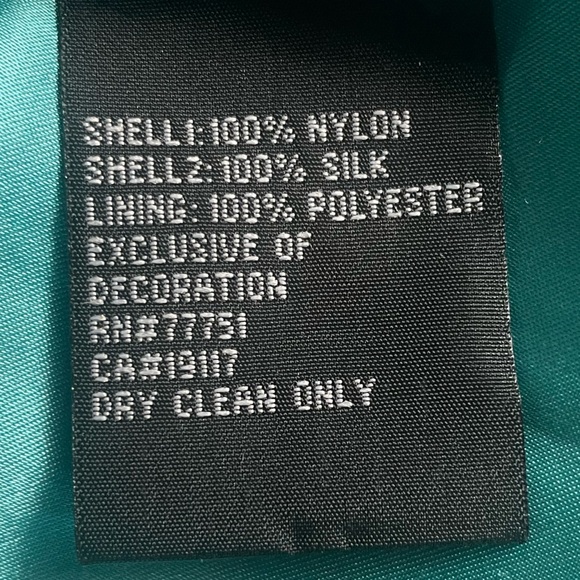 SHELL1:100% NYLON
SHELL2:100% SILK
LINING: 100% POLYESTER
EXCLUSIVE OF
DECORATION
RN#77751
CA#19117
DRY CLEAN ONLY